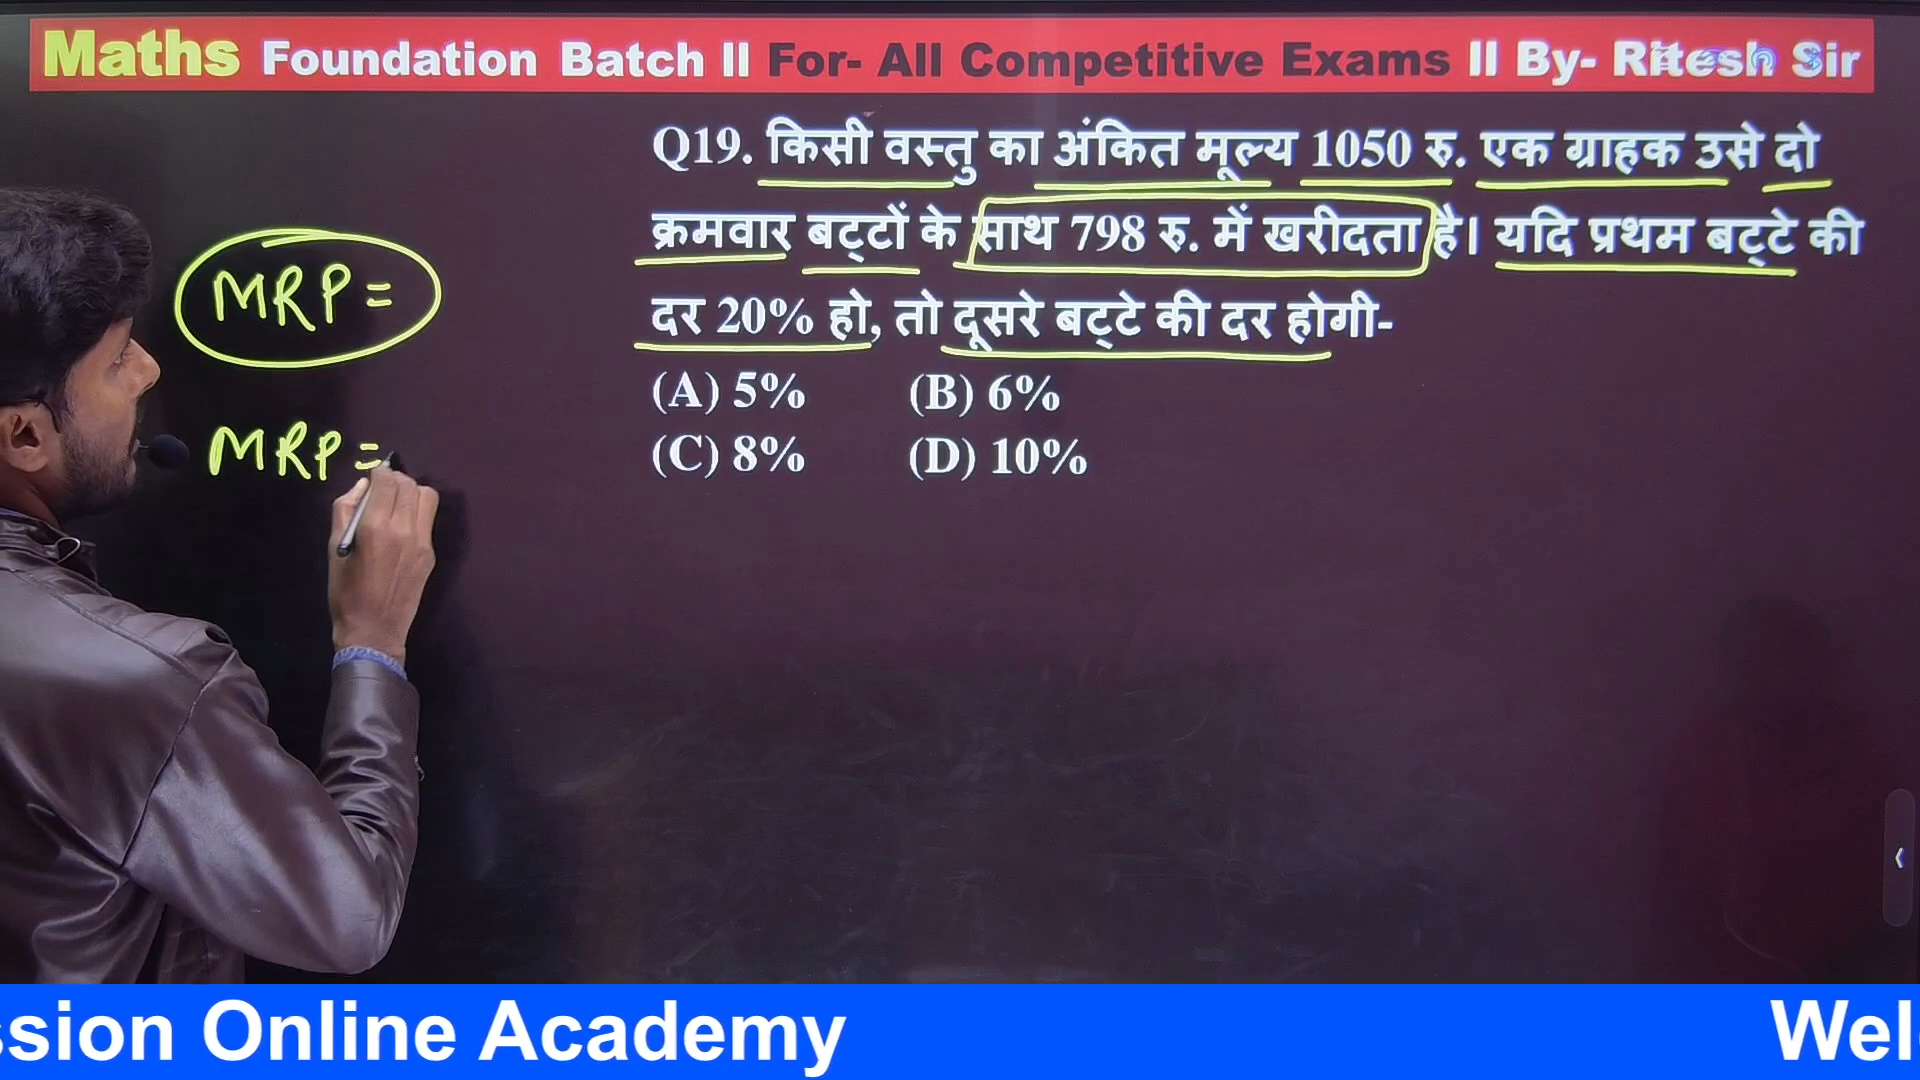 Maths Foundation Batch II For- All Competitive Exams II By- Ritesh Sir
Q19. किसी वस्तु का अंकित मूल्य 1050 रु. एक ग्राहक उसे दो
क्रमवार बट्टों के साथ 798 रु. में खरीदता है। यदि प्रथम बट्टे की
दर 20% हो, तो दूसरे बट्टे की दर होगी-
(A) 5% (B) 6%
(C) 8% (D) 10%
MRP =
MRP =
ssion Online Academy
Wel